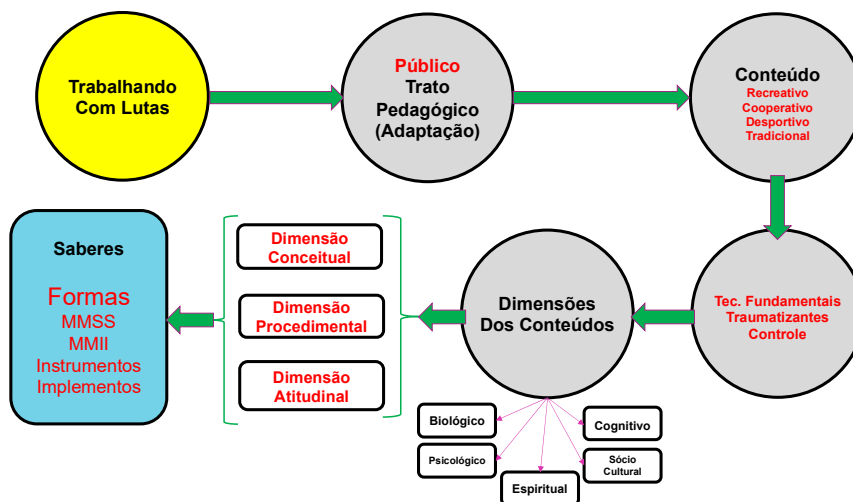 Trabalhando
Com Lutas
Público
Trato
Pedagógico
(Adaptação)
Conteúdo
Recreativo
Cooperativo
Desportivo
Tradicional
Tec. Fundamentais
Traumatizantes
Controle
Dimensões
Dos Conteúdos
Biológico
Psicológico
Espiritual
Sócio
Cultural
Cognitivo
Dimensão
Conceitual
Dimensão
Procedimental
Dimensão
Atitudinal
Saberes
Formas
MMSS
MMII
Instrumentos
Implementos